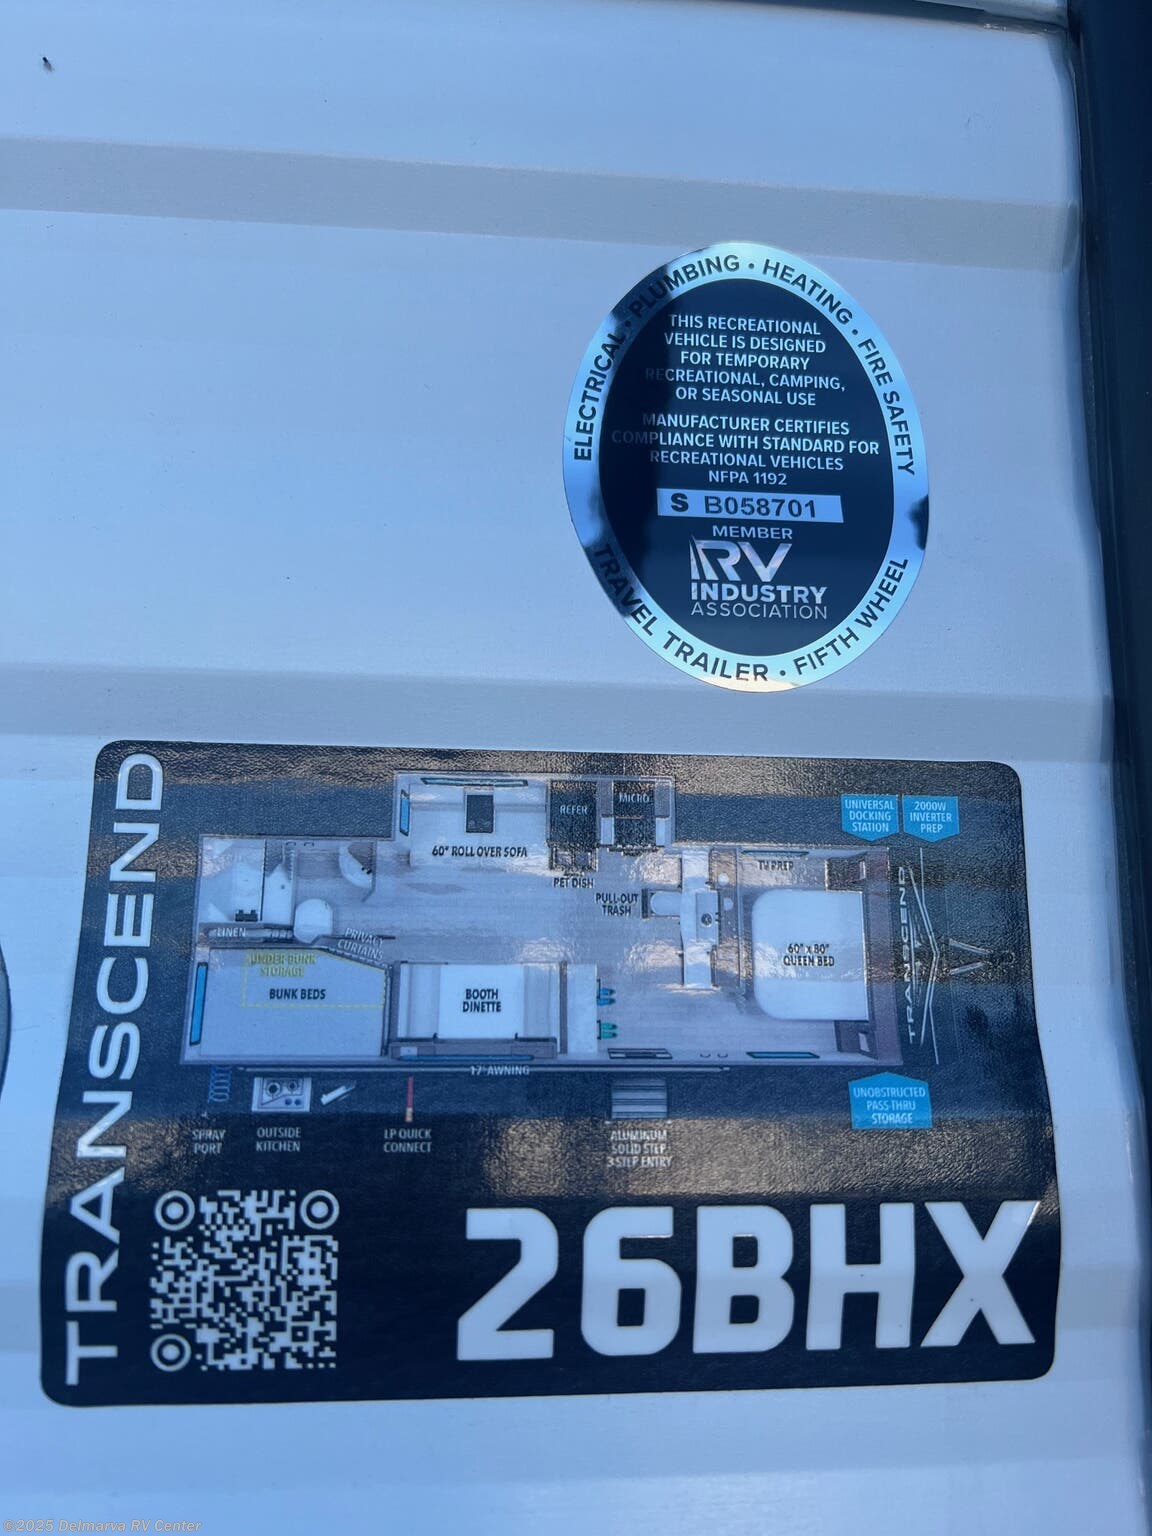 ELECTRICAL • PLUMBING • HEATING • FIRE SAFETY
THIS RECREATIONAL
VEHICLE IS DESIGNED
FOR TEMPORARY
RECREATIONAL, CAMPING,
OR SEASONAL USE
MANUFACTURER CERTIFIES
COMPLIANCE WITH STANDARD FOR
RECREATIONAL VEHICLES
NFPA 1192
S B058701
MEMBER
RV
INDUSTRY
ASSOCIATION
TRAVEL TRAILER • FIFTH WHEEL
TRANSCEND
UNIVERSAL
DOCKING
STATION
2000W
INVERTER
PREP
REFER
MICRO
60" ROLL OVER SOFA
PET DISH
TV PREP
PULL-OUT
TRASH
LINEN
PRIVACY
CURTAINS
UNDER BUNK
STORAGE
BUNK BEDS
BOOTH
DINETTE
60" x 80"
QUEEN BED
TRANSCEND
17' AWNING
SPRAY
PORT
OUTSIDE
KITCHEN
LP QUICK
CONNECT
ALUMINUM
SOLID STEP
3 STEP ENTRY
UNOBSTRUCTED
PASS-THRU
STORAGE
26BHX
©2025 Delmarva RV Center